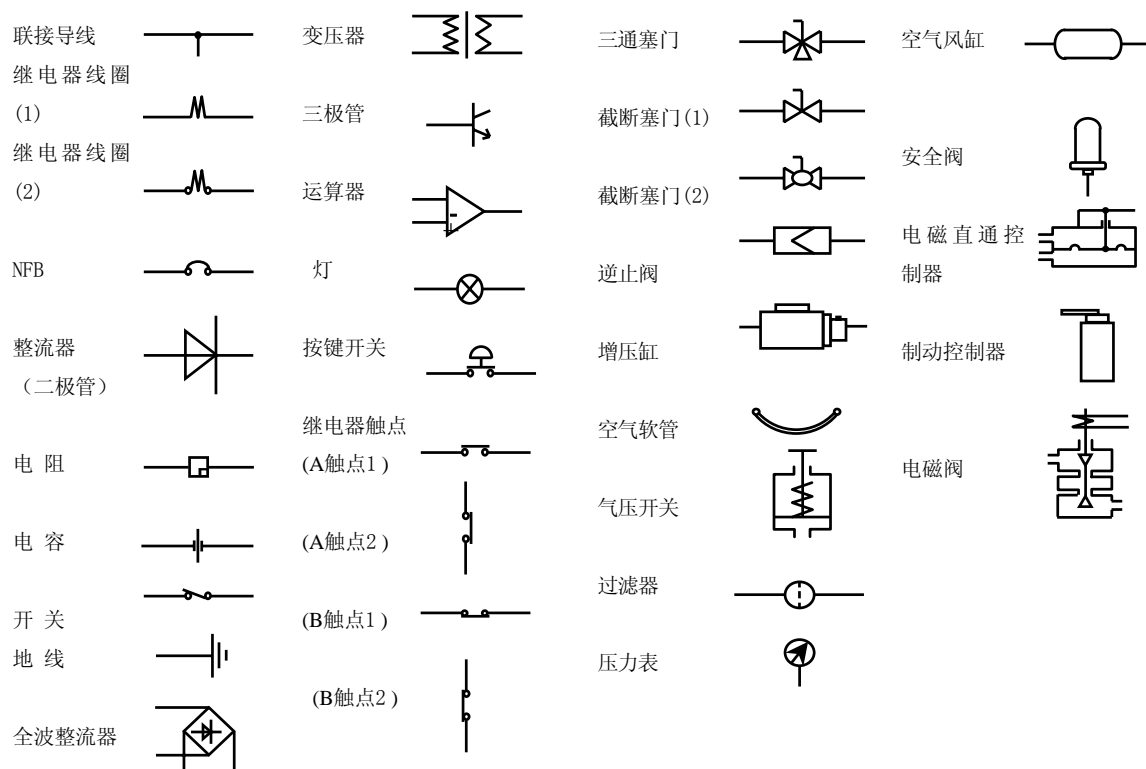 联接导线
继电器线圈
(1)
继电器线圈
(2)
NFB
整流器
（二极管）
电 阻
电 容
开 关
地 线
全波整流器
变压器
三极管
运算器
灯
按键开关
继电器触点
(A触点1 )
(A触点2 )
(B触点1 )
(B触点2 )
三通塞门
截断塞门(1)
截断塞门(2)
逆止阀
增压缸
空气软管
气压开关
过滤器
压力表
空气风缸
安全阀
电磁直通控
制器
制动控制器
电磁阀